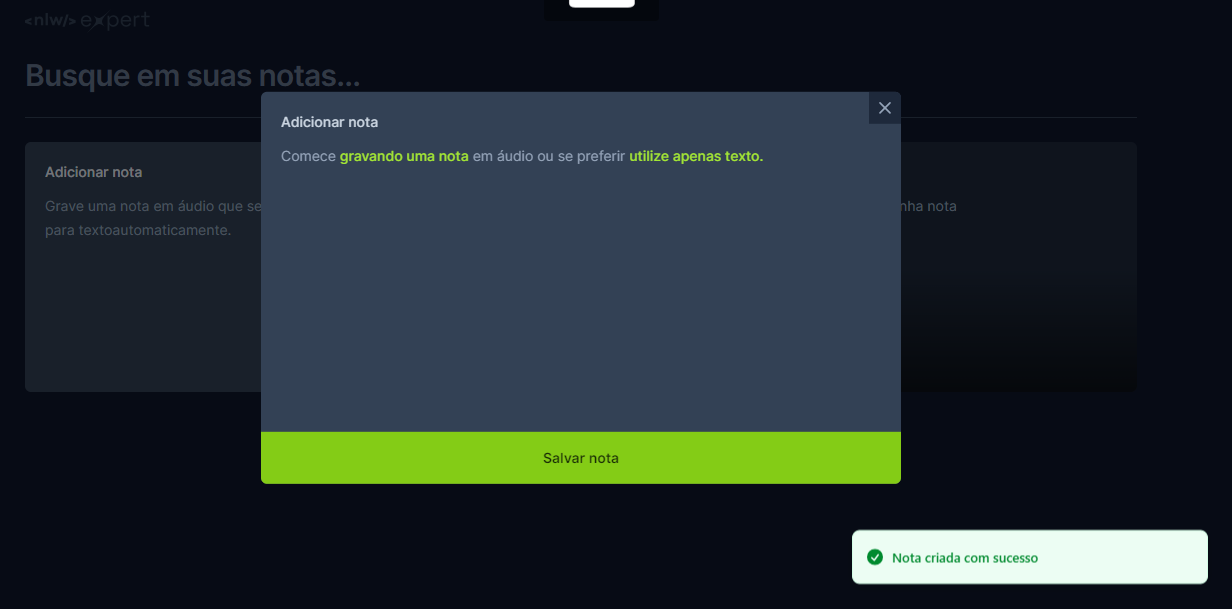 <nlw/> expert
Busque em suas notas...
Adicionar nota
Comece gravando uma nota em áudio ou se preferir utilize apenas texto.
Adicionar nota
Grave uma nota em áudio que se
para textoautomaticamente.
nha nota
Salvar nota
Nota criada com sucesso